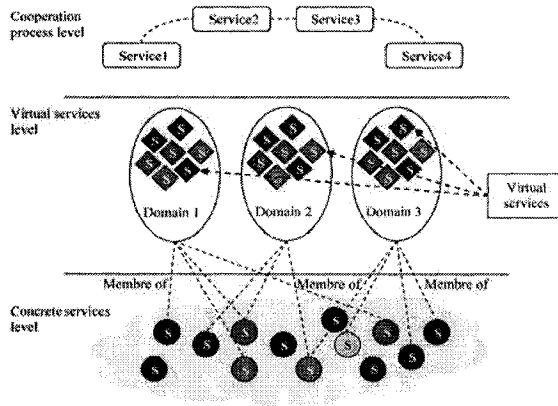 Cooperation
process level
Service2
Service3
Service1
Service4
Virtual services
level
S S S S S S S S
S S S S S S S S
S S S S S S S S
Domain 1
Domain 2
Domain 3
Virtual
services
Membre of
Membre of
Membre of
Concrete services
level
S S S S S
S S S
S S S S S